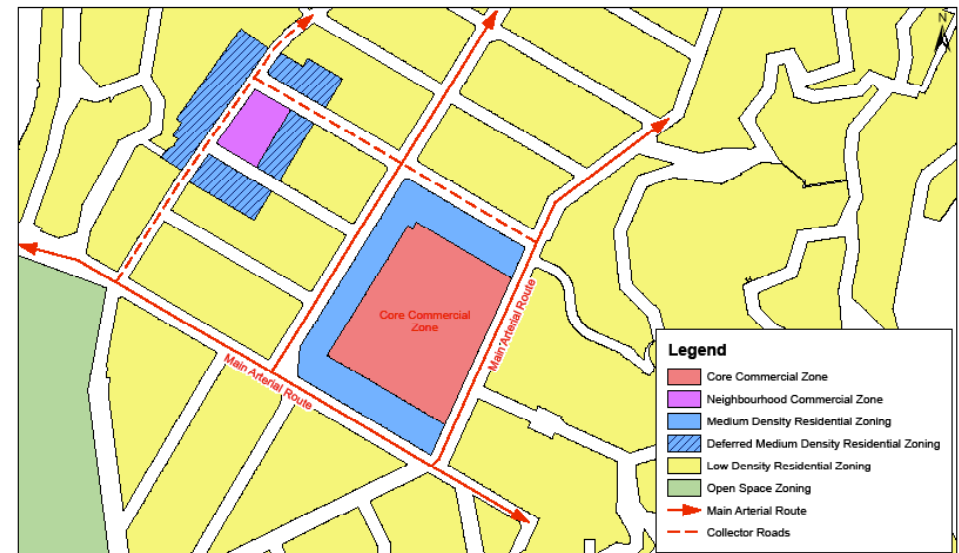 N
Core Commercial
Zone
Main Arterial Route
Main Arterial Route
Legend
Core Commercial Zone
Neighbourhood Commercial Zone
Medium Density Residential Zoning
Deferred Medium Density Residential Zoning
Low Density Residential Zoning
Open Space Zoning
Main Arterial Route
Collector Roads